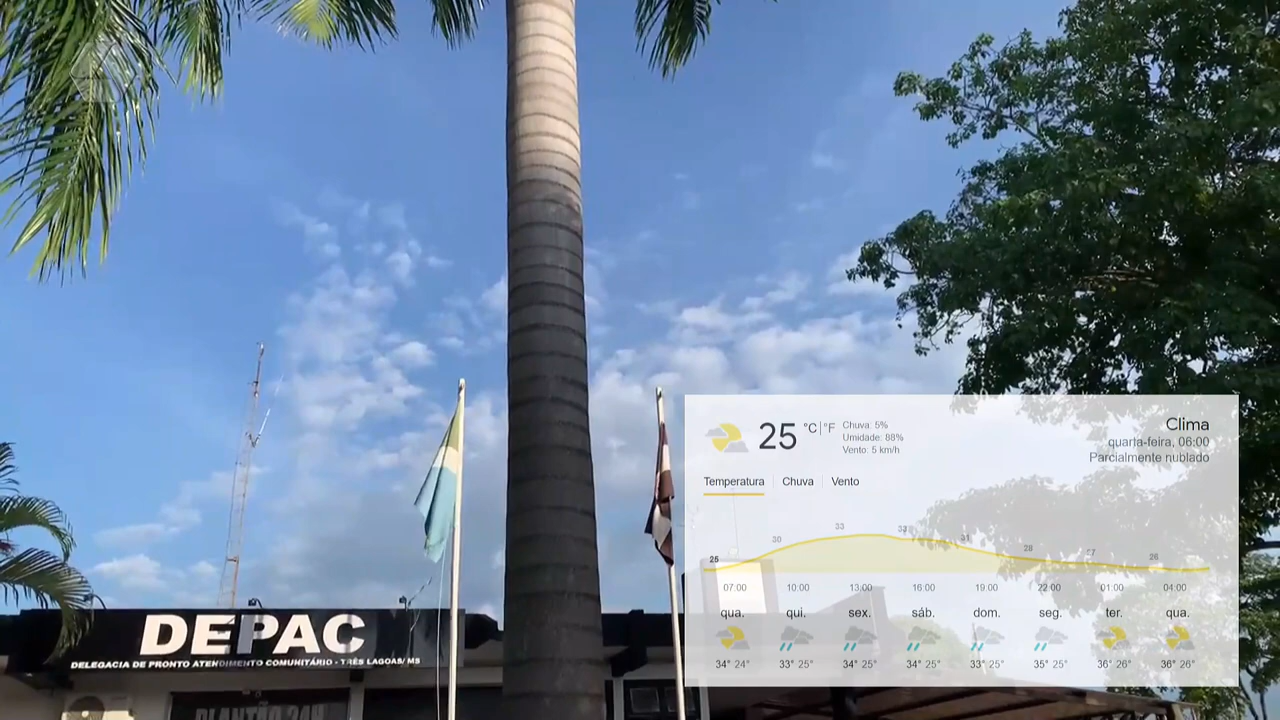 DEPAC
DELEGACIA DE PRONTO ATENDIMENTO COMUNITÁRIO - TRÊS LAGOAS/ MS
PLANTÃO 24H
25 °C | °F
Chuva: 5%
Umidade: 88%
Vento: 5 km/h
Clima
quarta-feira, 06:00
Parcialmente nublado
Temperatura Chuva Vento
25 30 33 33 31 28 27 26
07:00 10:00 13:00 16:00 19:00 22:00 01:00 04:00
qua. qui. sex. sáb. dom. seg. ter. qua.
34° 24° 33° 25° 34° 25° 34° 25° 33° 25° 35° 25° 36° 26° 36° 26°